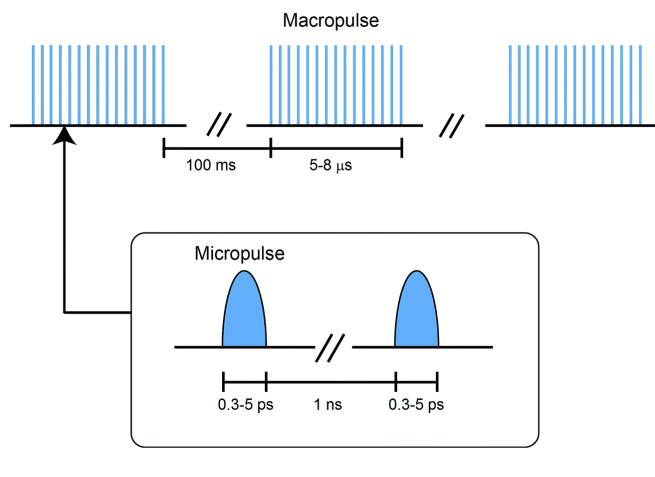 Macropulse
100 ms
5-8 μs
Micropulse
0.3-5 ps
1 ns
0.3-5 ps